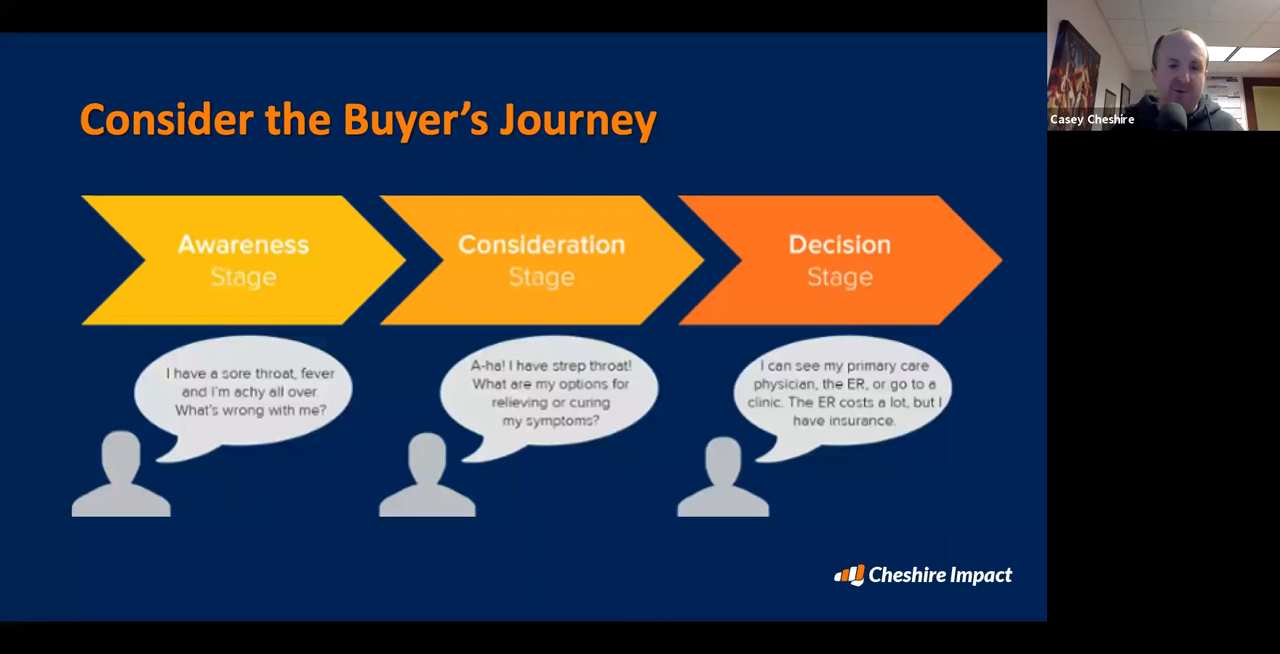 Consider the Buyer's Journey
Awareness
Stage
Consideration
Stage
Decision
Stage
I have a sore throat, fever
and I'm achy all over.
What's wrong with me?
A-ha! I have strep throat!
What are my options for
relieving or curing
my symptoms?
I can see my primary care
physician, the ER, or go to a
clinic. The ER costs a lot, but I
have insurance.
Cheshire Impact
Casey Cheshire